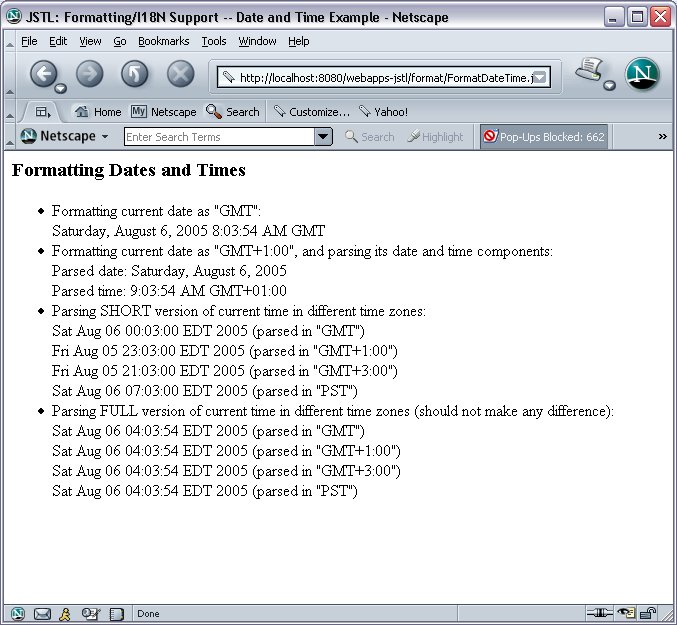 JSTL: Formatting/I18N Support -- Date and Time Example - Netscape
File Edit View Go Bookmarks Tools Window Help
http://localhost:8080/webapps-jstl/format/FormatDateTime.j
Home My Netscape Search Customize... Yahoo!
N Netscape Enter Search Terms Search Highlight Pop-Ups Blocked: 662 »
Formatting Dates and Times
• Formatting current date as "GMT":
Saturday, August 6, 2005 8:03:54 AM GMT
• Formatting current date as "GMT+1:00", and parsing its date and time components:
Parsed date: Saturday, August 6, 2005
Parsed time: 9:03:54 AM GMT+01:00
• Parsing SHORT version of current time in different time zones:
Sat Aug 06 00:03:00 EDT 2005 (parsed in "GMT")
Fri Aug 05 23:03:00 EDT 2005 (parsed in "GMT+1:00")
Fri Aug 05 21:03:00 EDT 2005 (parsed in "GMT+3:00")
Sat Aug 06 07:03:00 EDT 2005 (parsed in "PST")
• Parsing FULL version of current time in different time zones (should not make any difference):
Sat Aug 06 04:03:54 EDT 2005 (parsed in "GMT")
Sat Aug 06 04:03:54 EDT 2005 (parsed in "GMT+1:00")
Sat Aug 06 04:03:54 EDT 2005 (parsed in "GMT+3:00")
Sat Aug 06 04:03:54 EDT 2005 (parsed in "PST")
Done